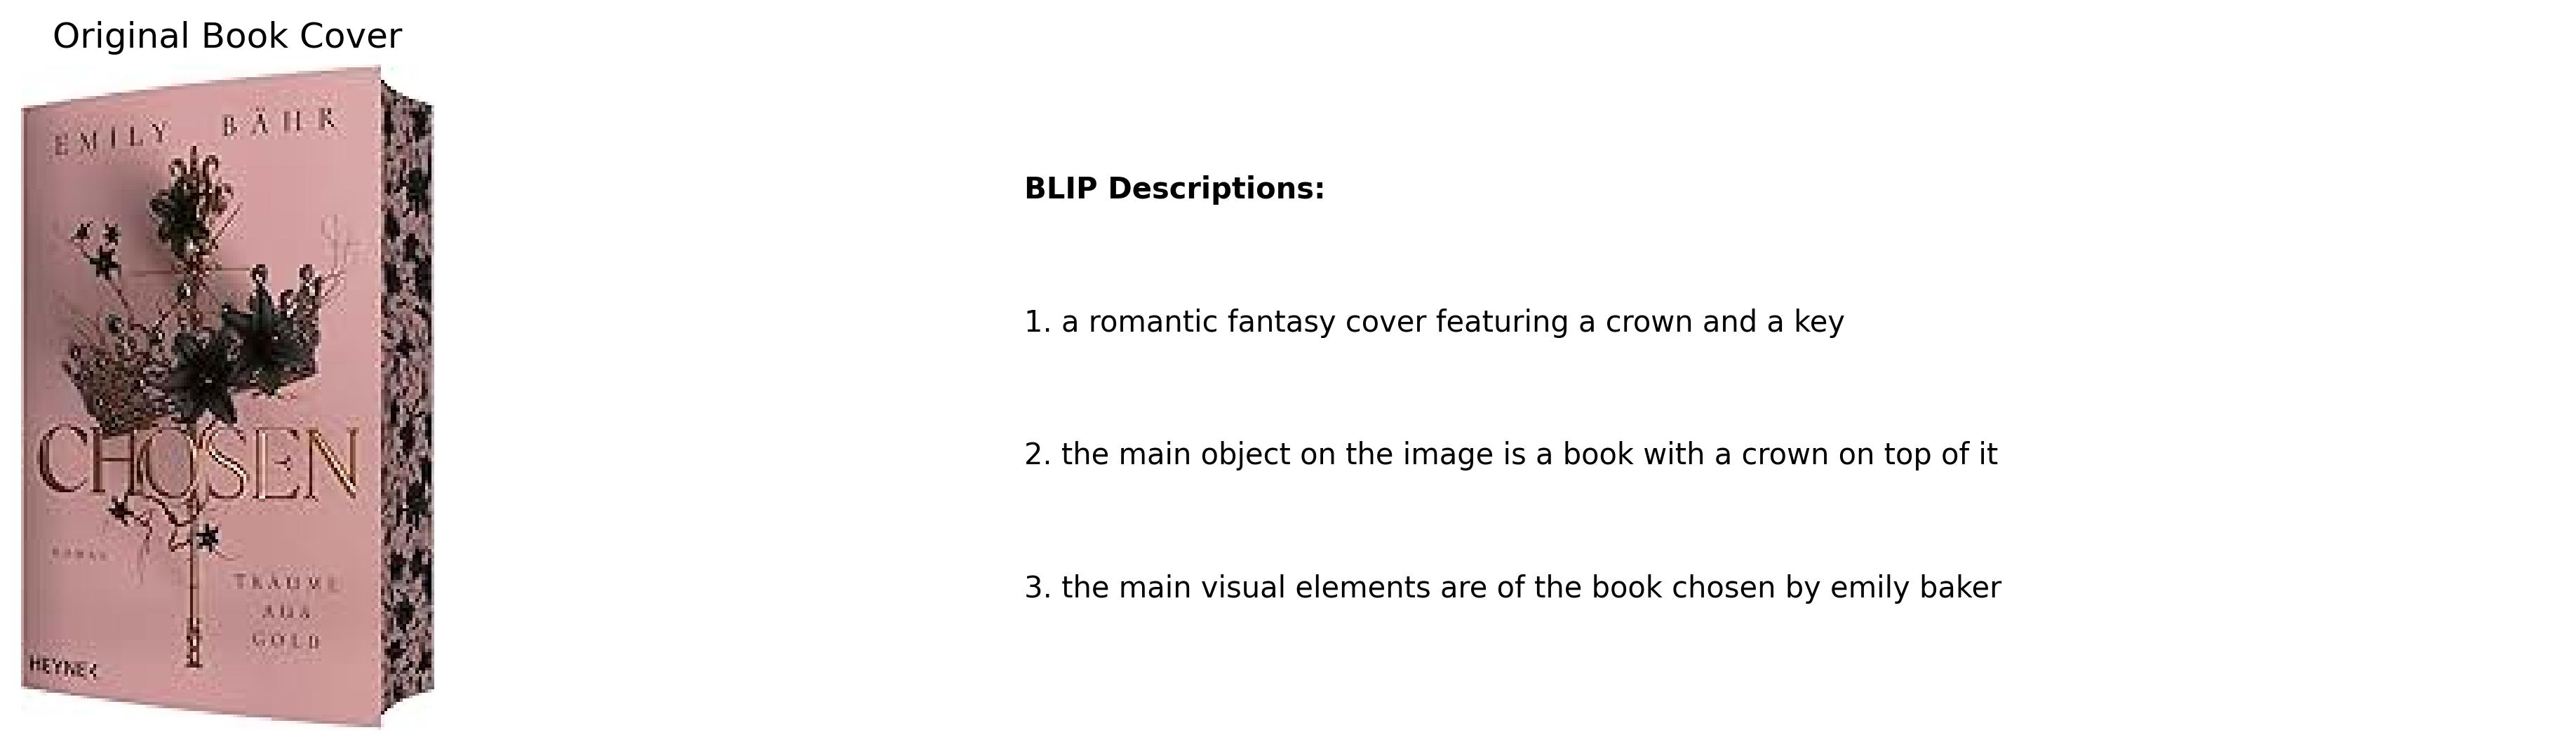 Original Book Cover
EMILY BÄHR
CHOSEN
ROMAN
TRÄUME
AUS
GOLD
HEYNE<
BLIP Descriptions:
1. a romantic fantasy cover featuring a crown and a key
2. the main object on the image is a book with a crown on top of it
3. the main visual elements are of the book chosen by emily baker